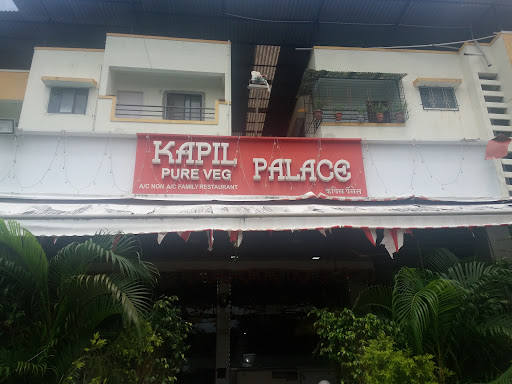 KAPIL PALACE
PURE VEG
A/C NON A/C FAMILY RESTAURANT
कपिल पॅलेस